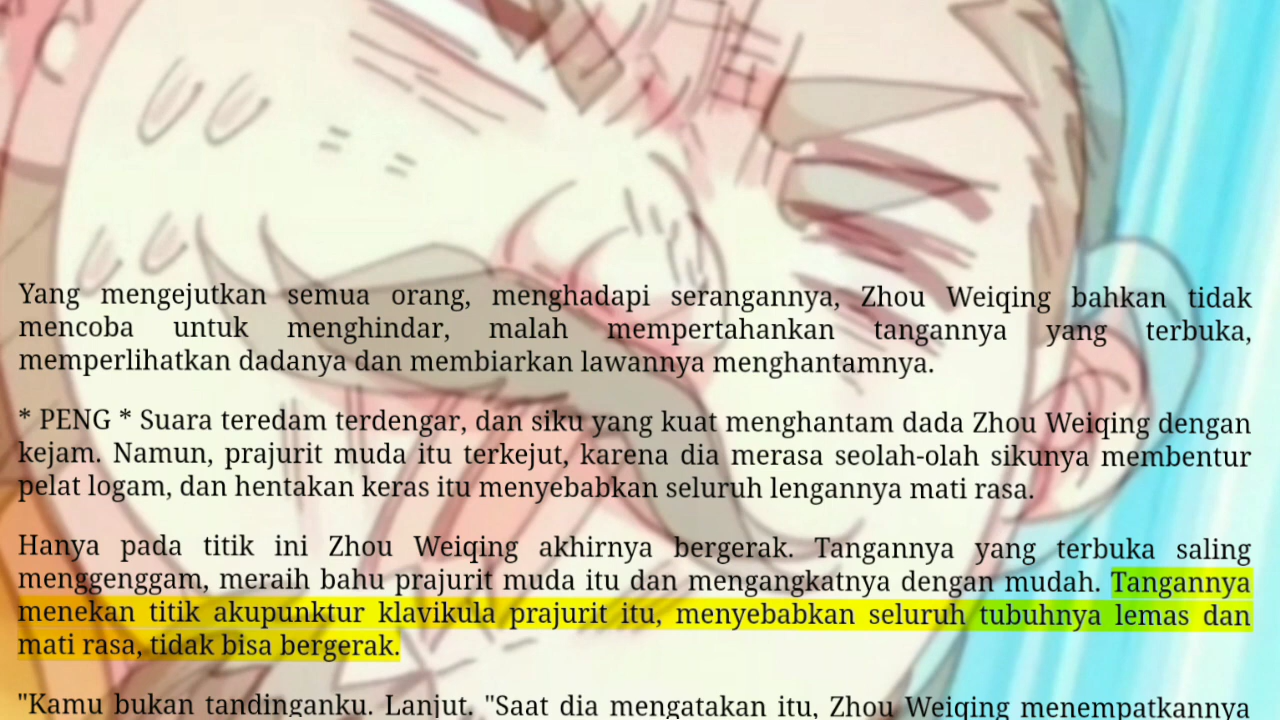 Yang mengejutkan semua orang, menghadapi serangannya, Zhou Weiqing bahkan tidak
mencoba untuk menghindar, malah mempertahankan tangannya yang terbuka,
memperlihatkan dadanya dan membiarkan lawannya menghantamnya.
* PENG * Suara teredam terdengar, dan siku yang kuat menghantam dada Zhou Weiqing dengan
kejam. Namun, prajurit muda itu terkejut, karena dia merasa seolah-olah sikunya membentur
pelat logam, dan hentakan keras itu menyebabkan seluruh lengannya mati rasa.
Hanya pada titik ini Zhou Weiqing akhirnya bergerak. Tangannya yang terbuka saling
menggenggam, meraih bahu prajurit muda itu dan mengangkatnya dengan mudah. Tangannya
menekan titik akupunktur klavikula prajurit itu, menyebabkan seluruh tubuhnya lemas dan
mati rasa, tidak bisa bergerak.
"Kamu bukan tandinganku. Lanjut. "Saat dia mengatakan itu, Zhou Weiqing menempatkannya